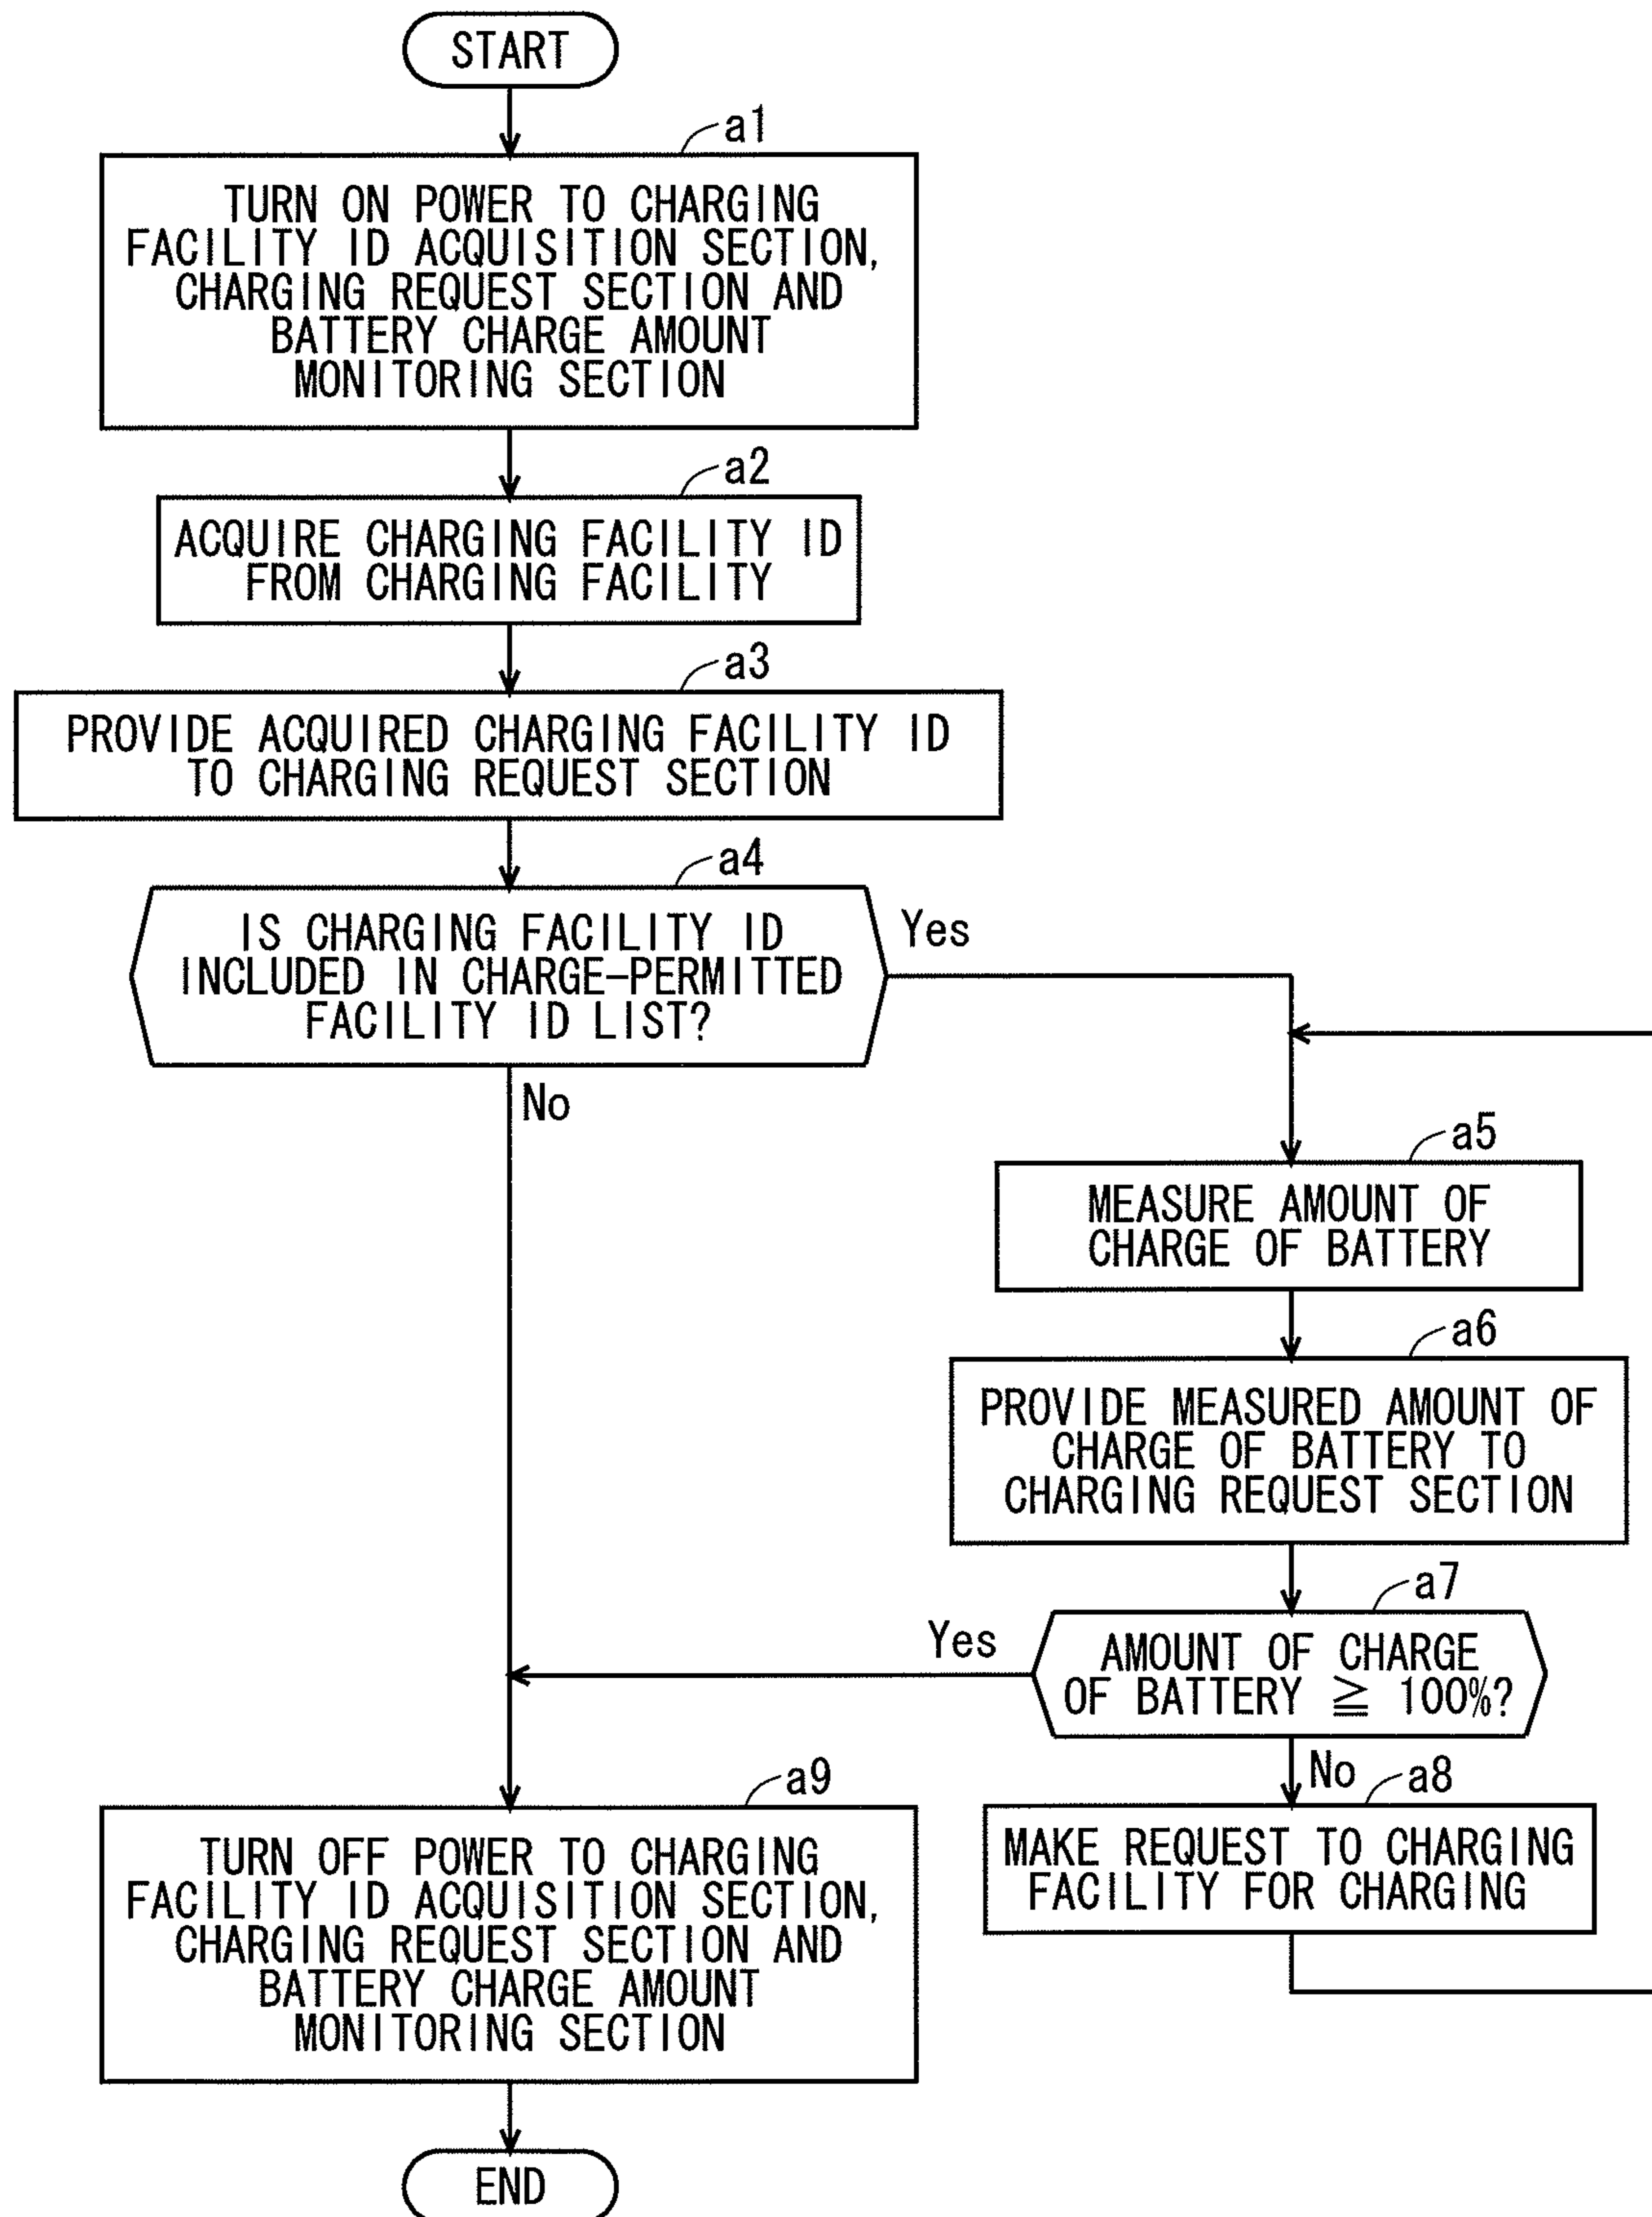 START
a1
TURN ON POWER TO CHARGING
FACILITY ID ACQUISITION SECTION,
CHARGING REQUEST SECTION AND
BATTERY CHARGE AMOUNT
MONITORING SECTION
a2
ACQUIRE CHARGING FACILITY ID
FROM CHARGING FACILITY
a3
PROVIDE ACQUIRED CHARGING FACILITY ID
TO CHARGING REQUEST SECTION
a4
IS CHARGING FACILITY ID
INCLUDED IN CHARGE-PERMITTED
FACILITY ID LIST?
Yes
No
a5
MEASURE AMOUNT OF
CHARGE OF BATTERY
a6
PROVIDE MEASURED AMOUNT OF
CHARGE OF BATTERY TO
CHARGING REQUEST SECTION
a7
AMOUNT OF CHARGE
OF BATTERY ≧ 100%?
Yes
No
a8
MAKE REQUEST TO CHARGING
FACILITY FOR CHARGING
a9
TURN OFF POWER TO CHARGING
FACILITY ID ACQUISITION SECTION,
CHARGING REQUEST SECTION AND
BATTERY CHARGE AMOUNT
MONITORING SECTION
END